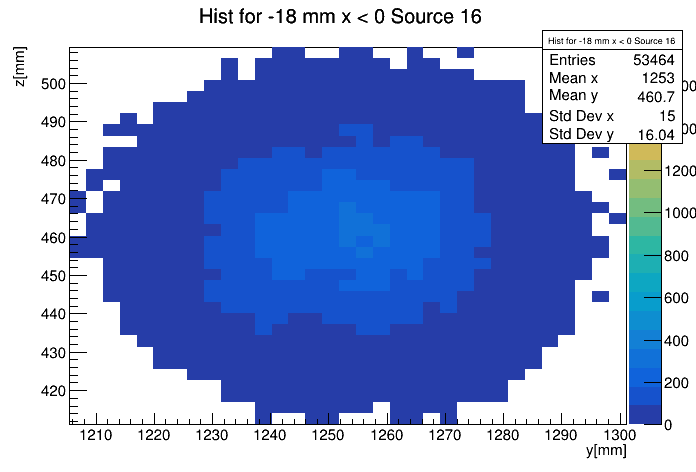 Hist for -18 mm x < 0 Source 16
Hist for -18 mm x < 0 Source 16
Entries 53464
Mean x 1253
Mean y 460.7
Std Dev x 15
Std Dev y 16.04
z[mm]
500
490
480
470
460
450
440
430
420
1210 1220 1230 1240 1250 1260 1270 1280 1290 1300
y[mm]
1200
1000
800
600
400
200
0